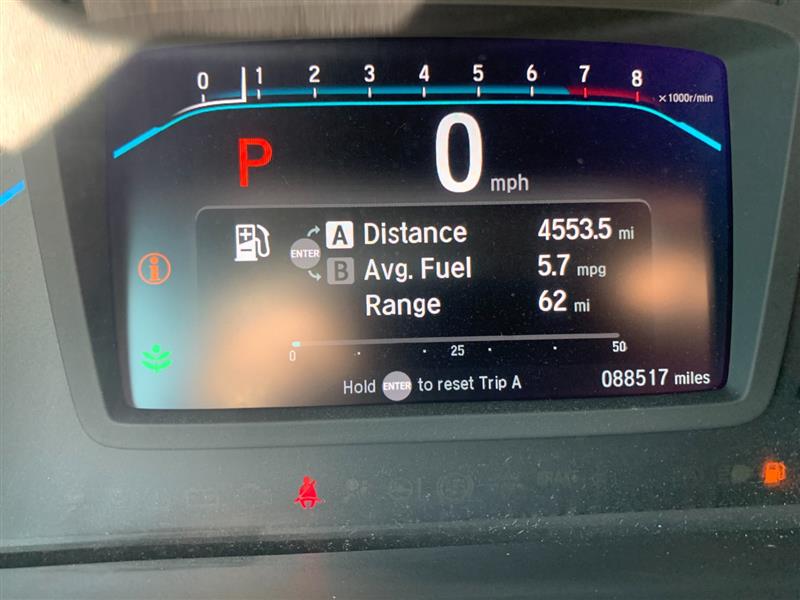 0 1 2 3 4 5 6 7 8
×1000r/min
P
0 mph
ENTER A Distance 4553.5 mi
B Avg. Fuel 5.7 mpg
Range 62 mi
0 25 50
Hold ENTER to reset Trip A
088517 miles